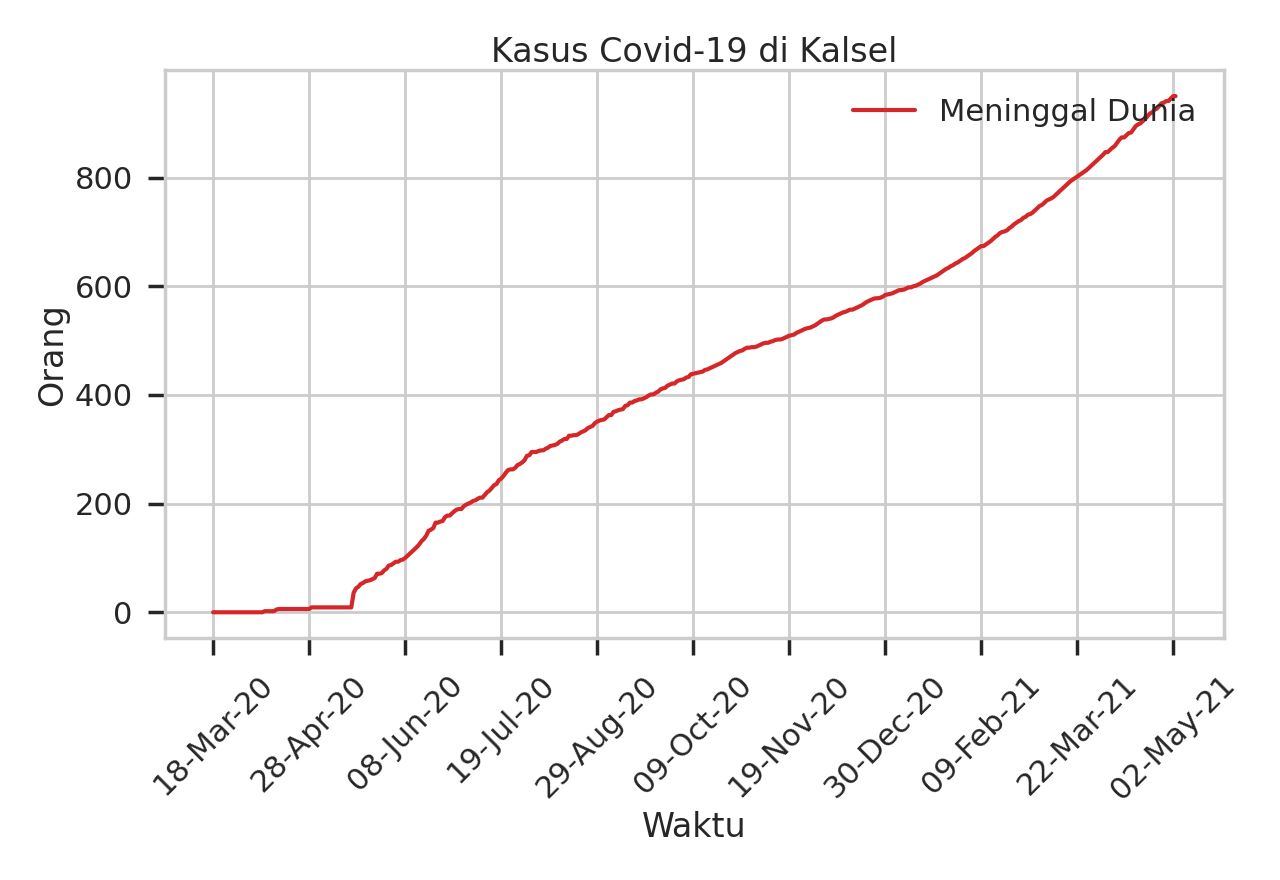 Kasus Covid-19 di Kalsel
Meninggal Dunia
Orang
800
600
400
200
0
18-Mar-20
28-Apr-20
08-Jun-20
19-Jul-20
29-Aug-20
09-Oct-20
19-Nov-20
30-Dec-20
09-Feb-21
22-Mar-21
02-May-21
Waktu